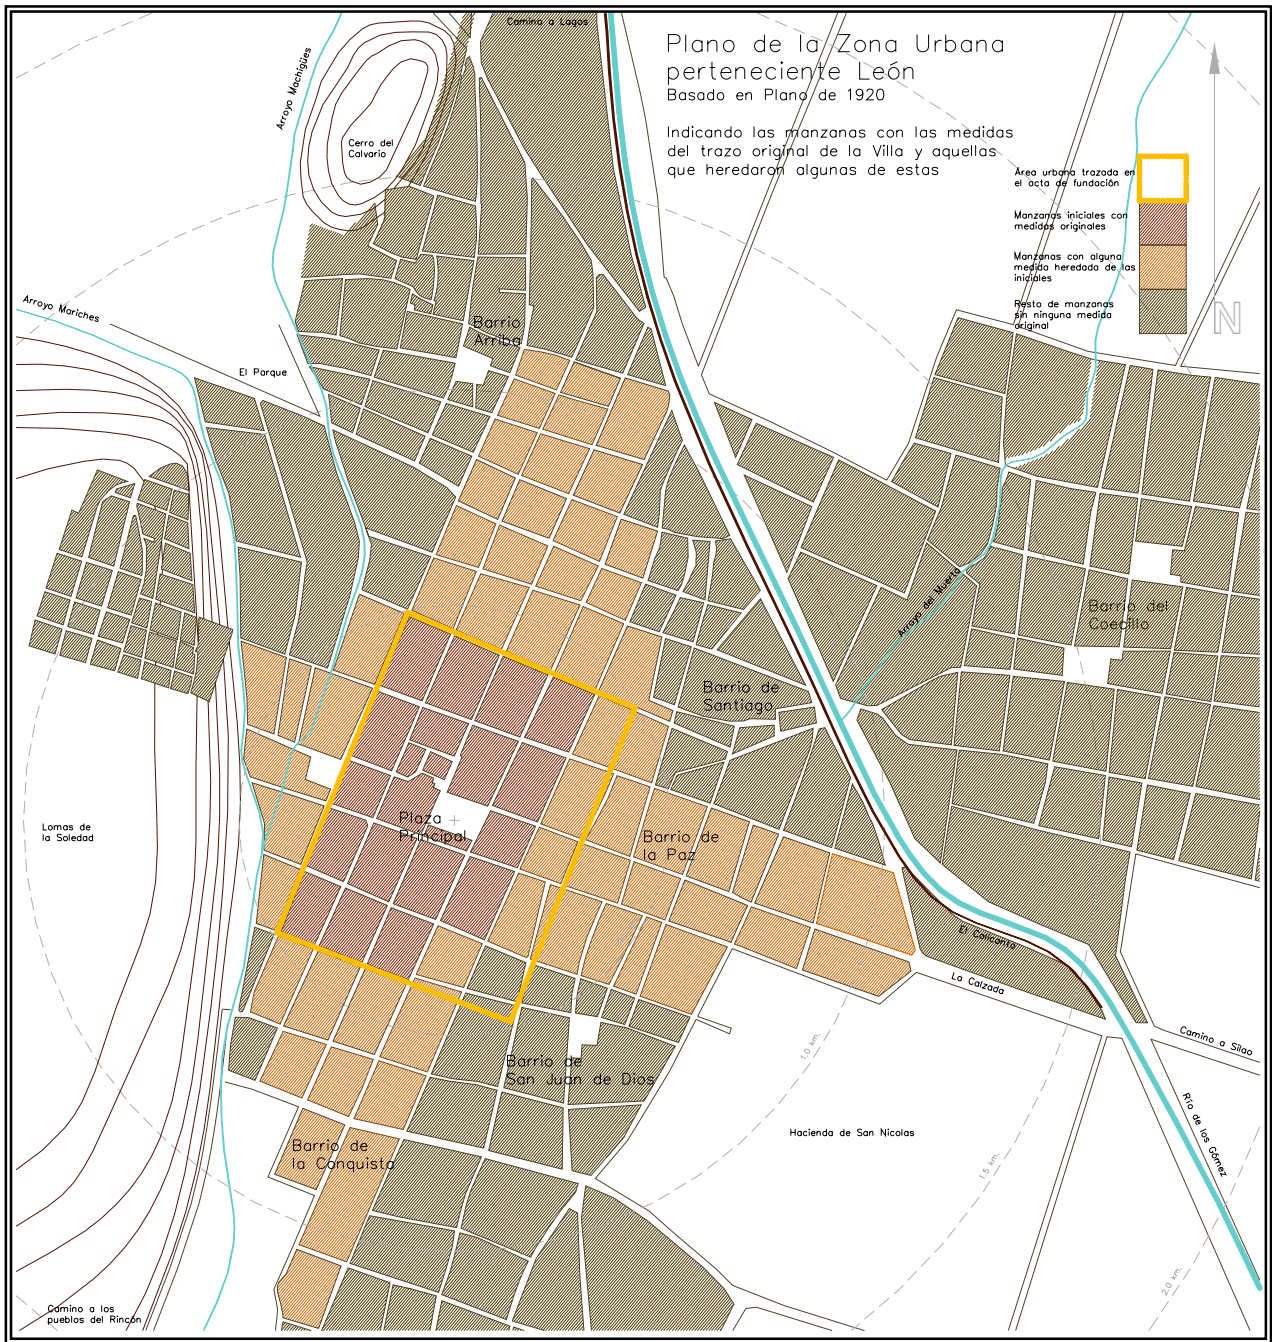 Camino a Lagos
Plano de la Zona Urbana
perteneciente León
Basado en Plano de 1920
Indicando las manzanas con las medidas
del trazo original de la Villa y aquellas
que heredaron algunas de estas
Área urbana trazada en
el acta de fundación
Manzanas iniciales con
medidas originales
Manzanas con alguna
medida heredada de las
iniciales
Resto de manzanas
sin ninguna medida
original
N
Arroyo Machigües
Cerro del
Calvario
Arroyo Mariches
Barrio
Arriba
El Parque
Arroyo del Muerto
Barrio del
Coecillo
Barrio de
Santiago
Plaza
Principal
Lomas de
la Soledad
Barrio de
la Paz
El Calicanto
La Calzada
Camino a Silao
1.0 km.
Barrio de
San Juan de Dios
Río de los Gómez
Hacienda de San Nicolas
Barrio de
la Conquista
1.5 km.
2.0 km.
Camino a los
pueblos del Rincón